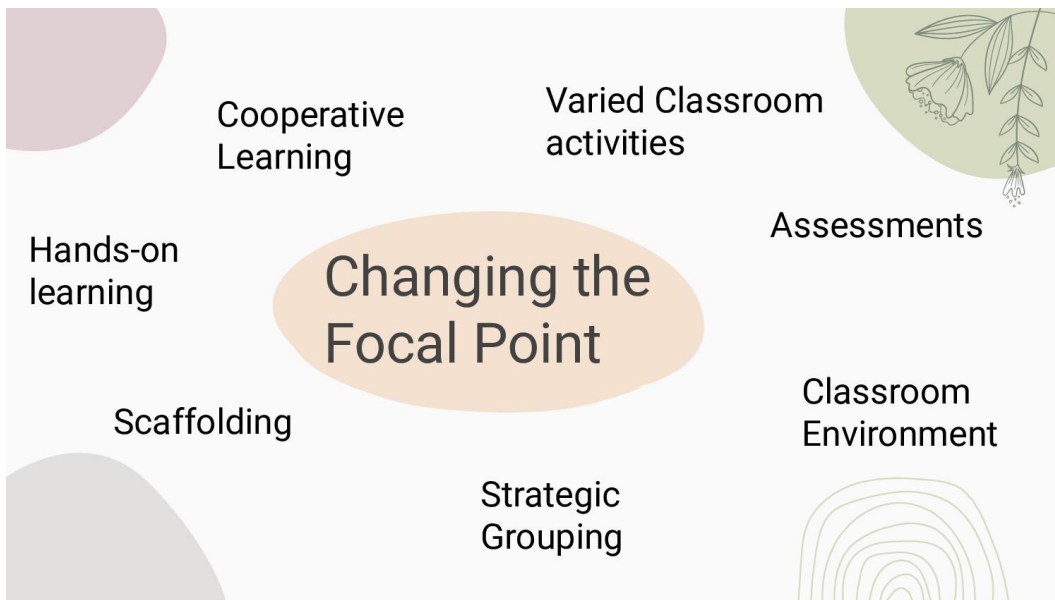 Cooperative
Learning
Varied Classroom
activities
Hands-on
learning
Assessments
Changing the
Focal Point
Scaffolding
Classroom
Environment
Strategic
Grouping